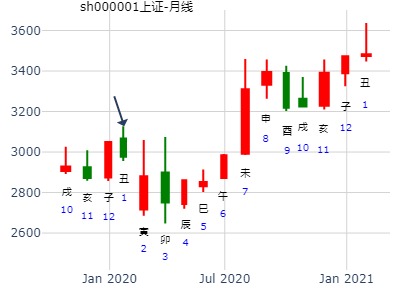 sh000001上证-月线
3600
3400
3200
3000
2800
2600
戌
10
亥
11
子
12
丑
1
寅
2
卯
3
辰
4
巳
5
午
6
未
7
申
8
酉
9
戌
10
亥
11
子
12
丑
1
Jan 2020
Jul 2020
Jan 2021